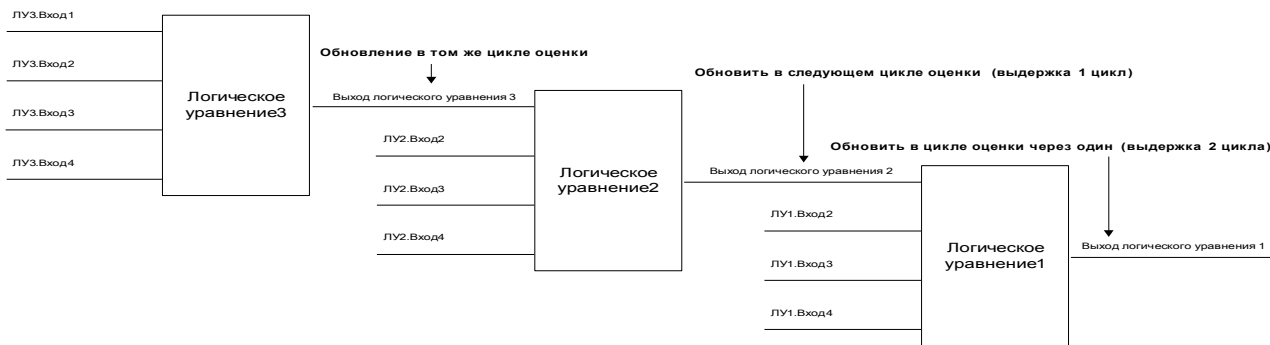 ЛУ3.Вход1
ЛУ3.Вход2
ЛУ3.Вход3
ЛУ3.Вход4
Логическое
уравнение3
Обновление в том же цикле оценки
Выход логического уравнения 3
ЛУ2.Вход2
ЛУ2.Вход3
ЛУ2.Вход4
Логическое
уравнение2
Обновить в следующем цикле оценки (выдержка 1 цикл)
Выход логического уравнения 2
ЛУ1.Вход2
ЛУ1.Вход3
ЛУ1.Вход4
Логическое
уравнение1
Обновить в цикле оценки через один (выдержка 2 цикла)
Выход логического уравнения 1